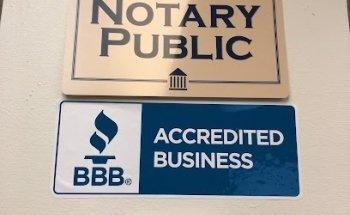 NOTARY
PUBLIC
ACCREDITED
BUSINESS
BBB®